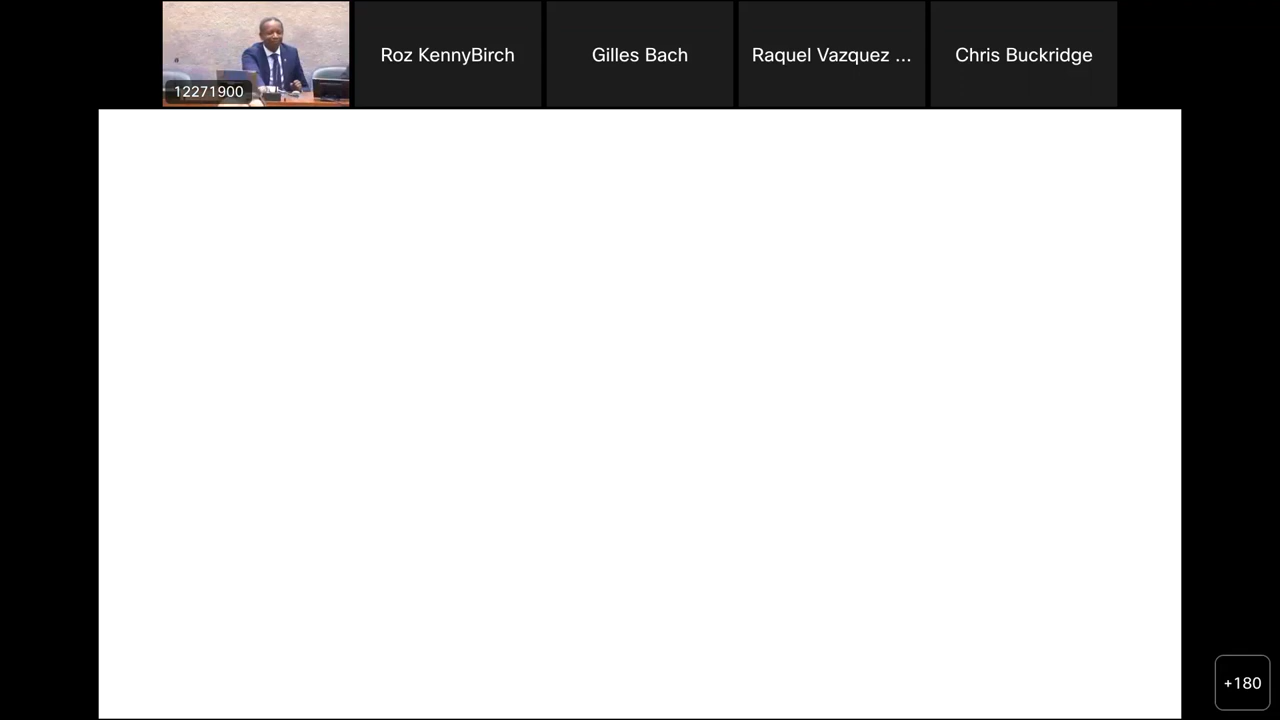 12271900
Roz KennyBirch
Gilles Bach
Raquel Vazquez ...
Chris Buckridge
+180